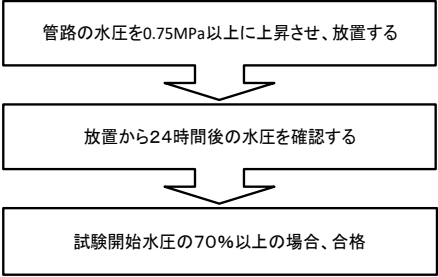 管路の水圧を0.75MPa以上に上昇させ、放置する
放置から２４時間後の水圧を確認する
試験開始水圧の７０％以上の場合、合格